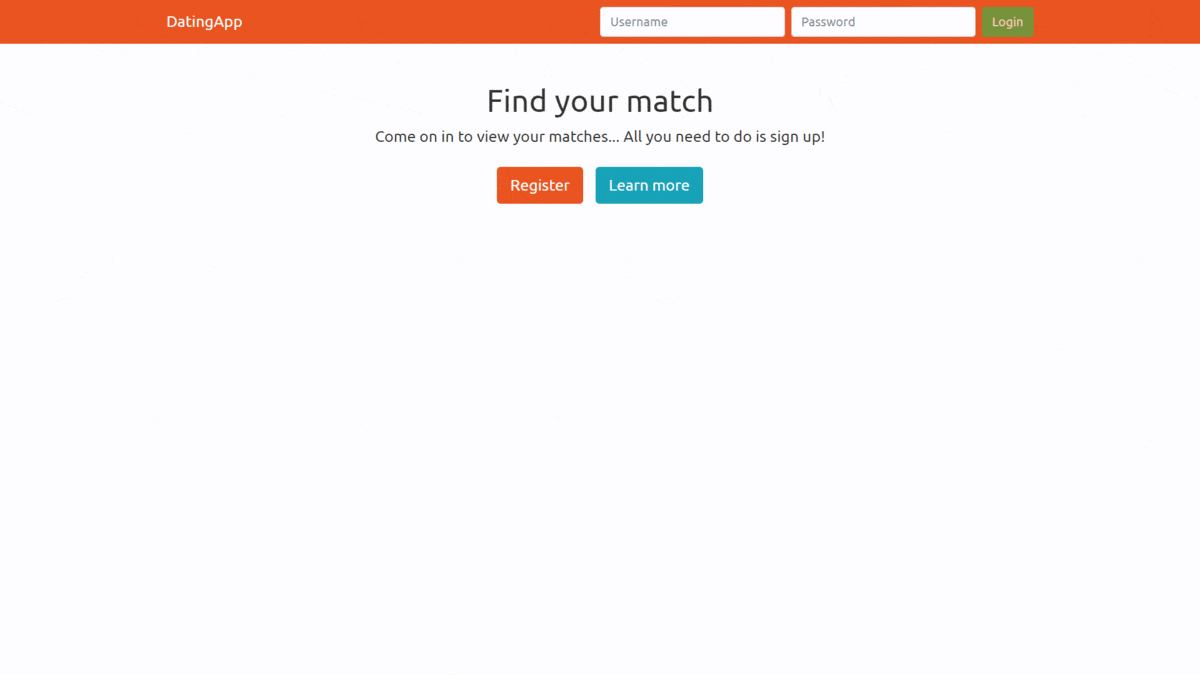 DatingApp Username Password Login
Find your match
Come on in to view your matches... All you need to do is sign up!
Register Learn more